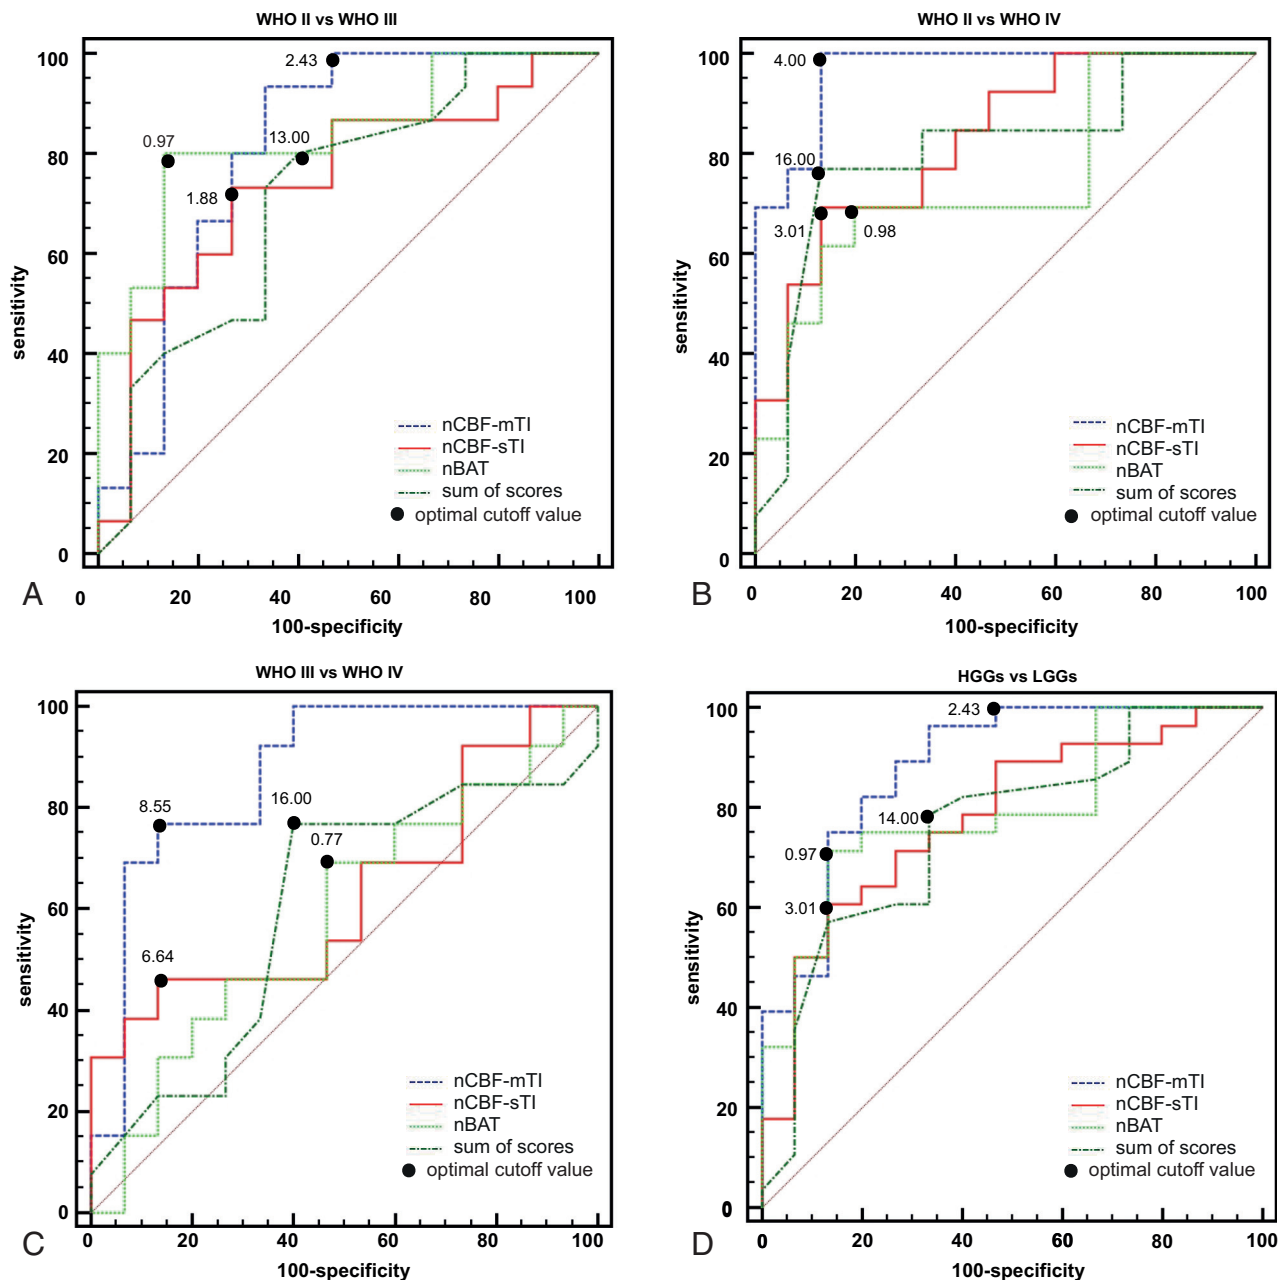 WHO II vs WHO III
100
80
60
40
20
0
sensitivity
2.43
0.97
13.00
1.88
nCBF-mTI
nCBF-sTI
nBAT
sum of scores
optimal cutoff value
A
0 20 40 60 80 100
100-specificity
WHO II vs WHO IV
100
80
60
40
20
0
sensitivity
4.00
16.00
3.01
0.98
nCBF-mTI
nCBF-sTI
nBAT
sum of scores
optimal cutoff value
B
0 20 40 60 80 100
100-specificity
WHO III vs WHO IV
100
80
60
40
20
0
sensitivity
8.55
16.00
0.77
6.64
nCBF-mTI
nCBF-sTI
nBAT
sum of scores
optimal cutoff value
C
0 20 40 60 80 100
100-specificity
HGGs vs LGGs
100
80
60
40
20
0
sensitivity
2.43
14.00
0.97
3.01
nCBF-mTI
nCBF-sTI
nBAT
sum of scores
optimal cutoff value
D
0 20 40 60 80 100
100-specificity